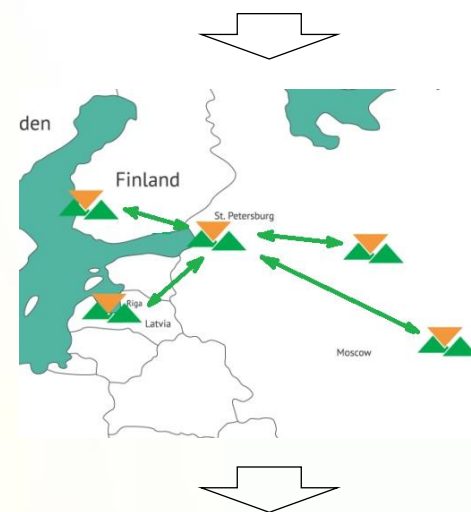 den
Finland
St. Petersburg
Riga
Latvia
Moscow